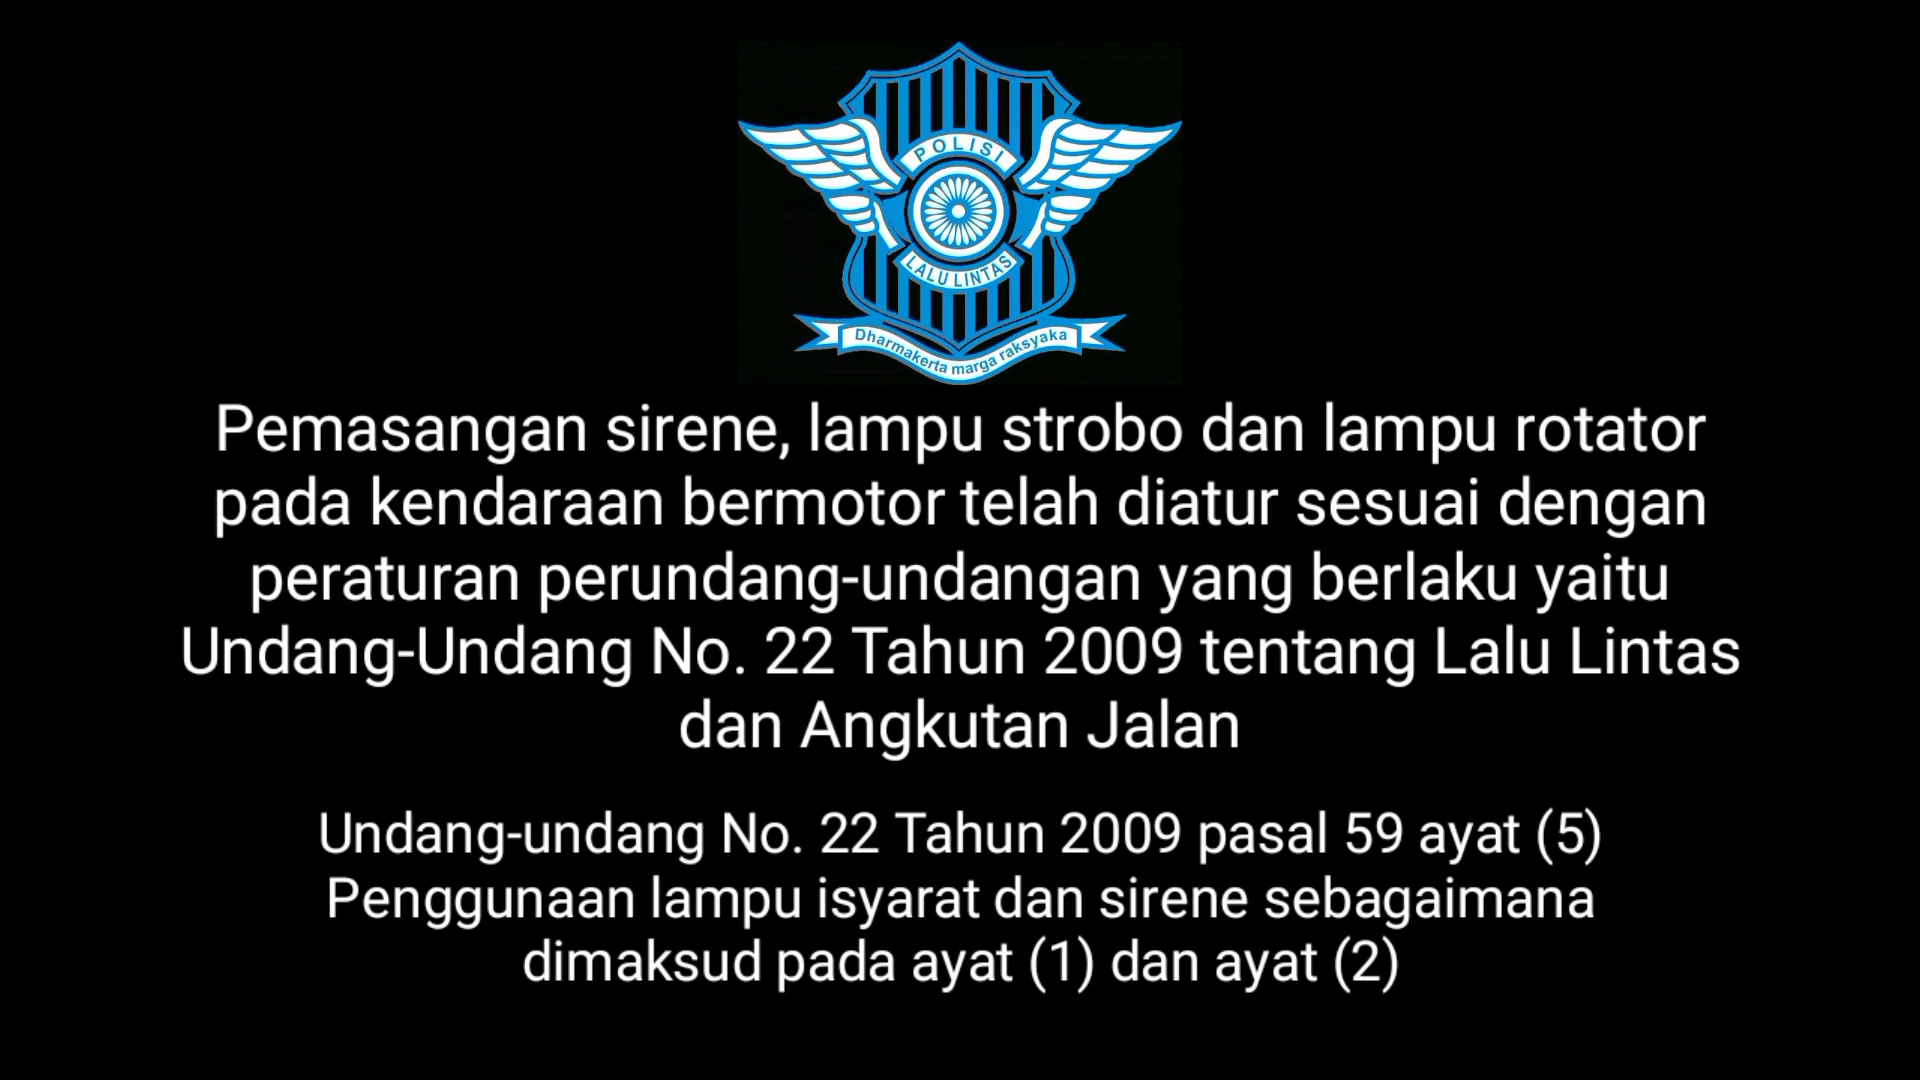 POLISI
LALU LINTAS
Dharmakerta marga raksyaka
Pemasangan sirene, lampu strobo dan lampu rotator
pada kendaraan bermotor telah diatur sesuai dengan
peraturan perundang-undangan yang berlaku yaitu
Undang-Undang No. 22 Tahun 2009 tentang Lalu Lintas
dan Angkutan Jalan
Undang-undang No. 22 Tahun 2009 pasal 59 ayat (5)
Penggunaan lampu isyarat dan sirene sebagaimana
dimaksud pada ayat (1) dan ayat (2)